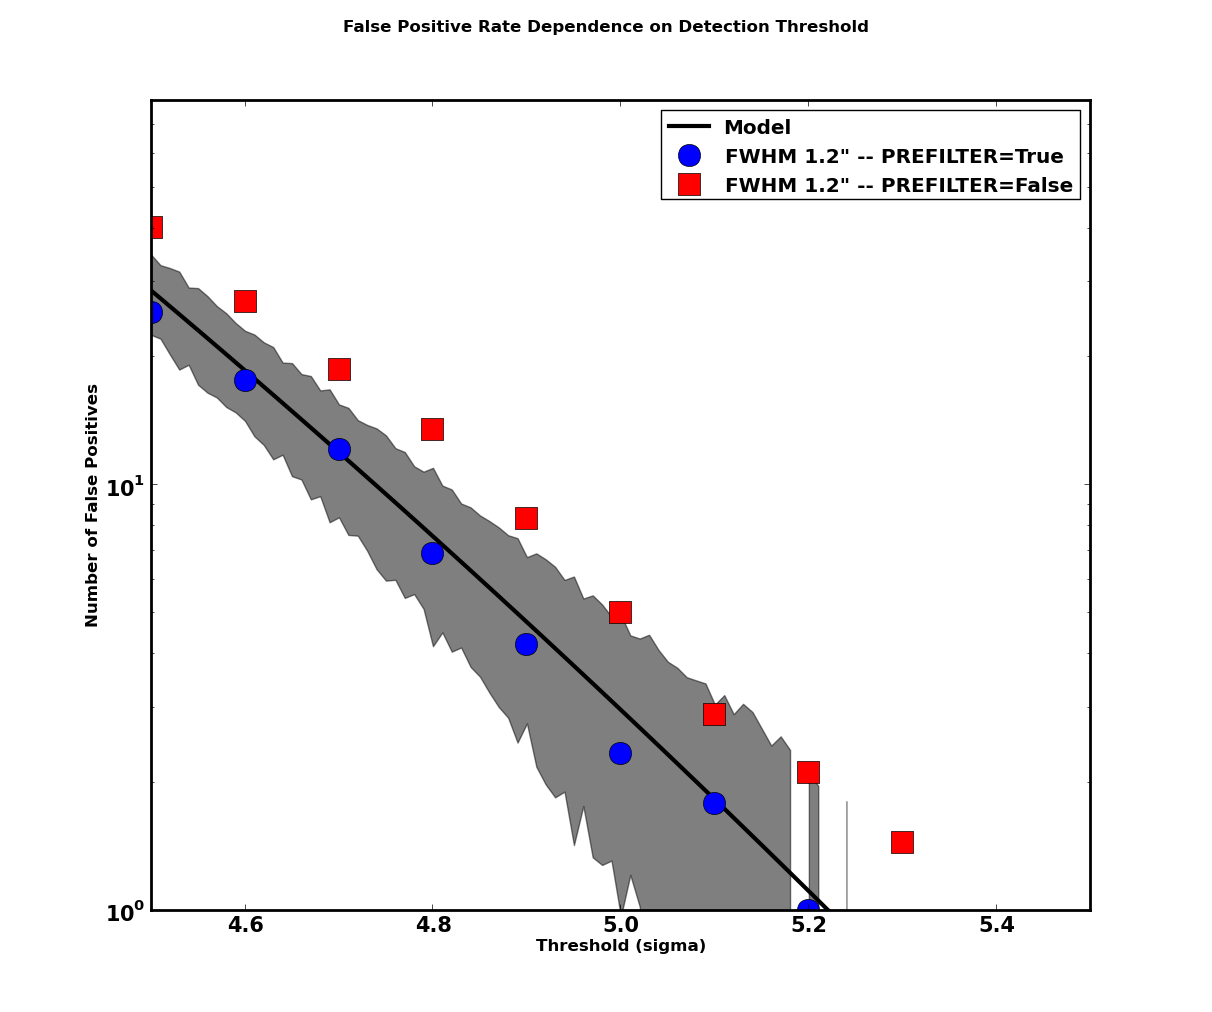 False Positive Rate Dependence on Detection Threshold
Model
FWHM 1.2" -- PREFILTER=True
FWHM 1.2" -- PREFILTER=False
Number of False Positives
10¹
10⁰
4.6 4.8 5.0 5.2 5.4
Threshold (sigma)